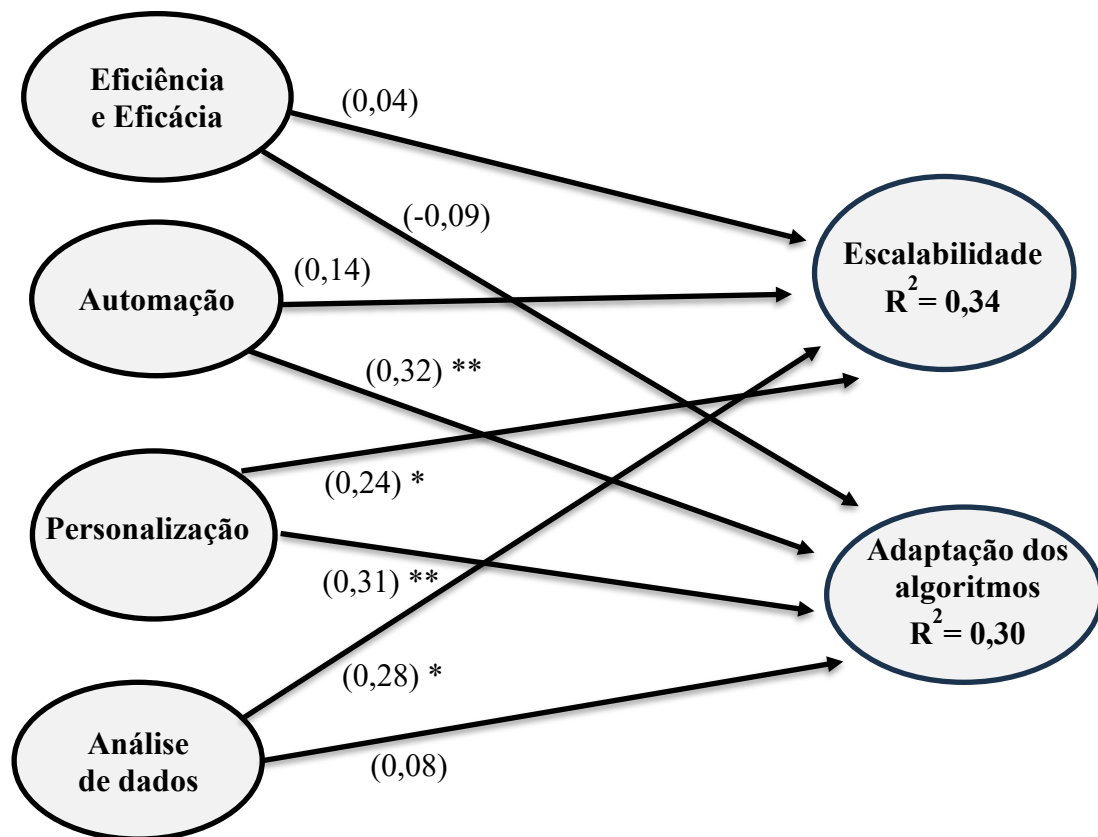 Eficiência
e Eficácia
(0,04)
(-0,09)
Automação
(0,14)
(0,32) **
Personalização
(0,24) *
(0,31) **
Análise
de dados
(0,28) *
(0,08)
Escalabilidade
R²= 0,34
Adaptação dos
algoritmos
R²= 0,30